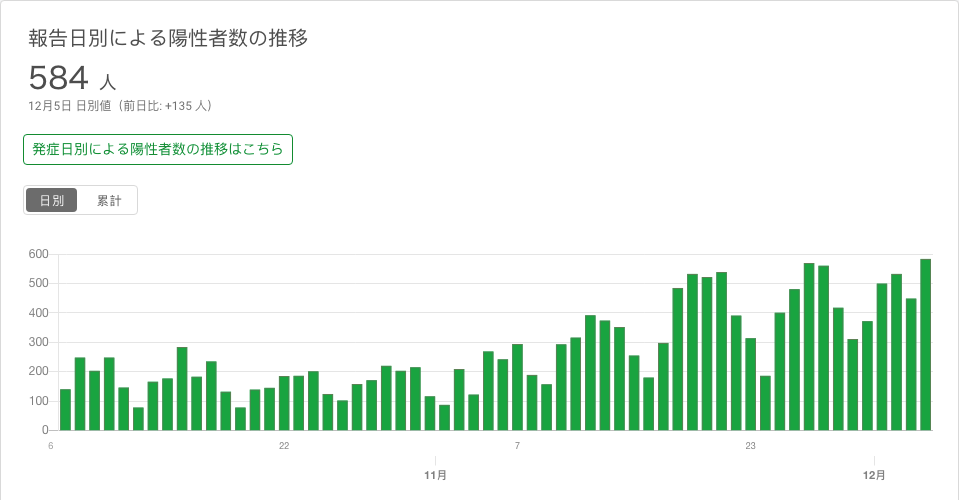 報告日別による陽性者数の推移
584 人
12月5日 日別値（前日比: +135 人）
発症日別による陽性者数の推移はこちら
日別 累計
600
500
400
300
200
100
0
6 22 7 23
11月 12月